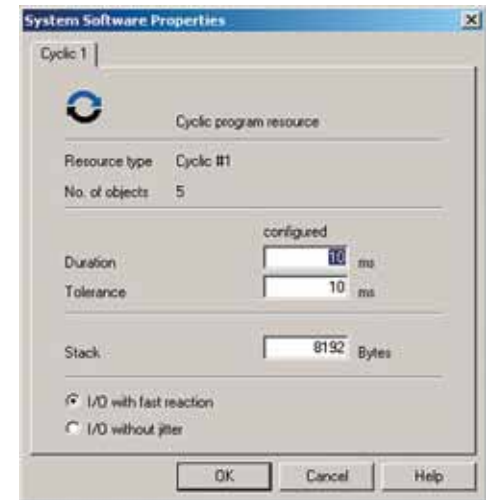 System Software Properties
Cyclic 1
Cyclic program resource
Resource type Cyclic #1
No. of objects 5
configured
Duration 10 ms
Tolerance 10 ms
Stack 8192 Bytes
I/O with fast reaction
I/O without jitter
OK Cancel Help